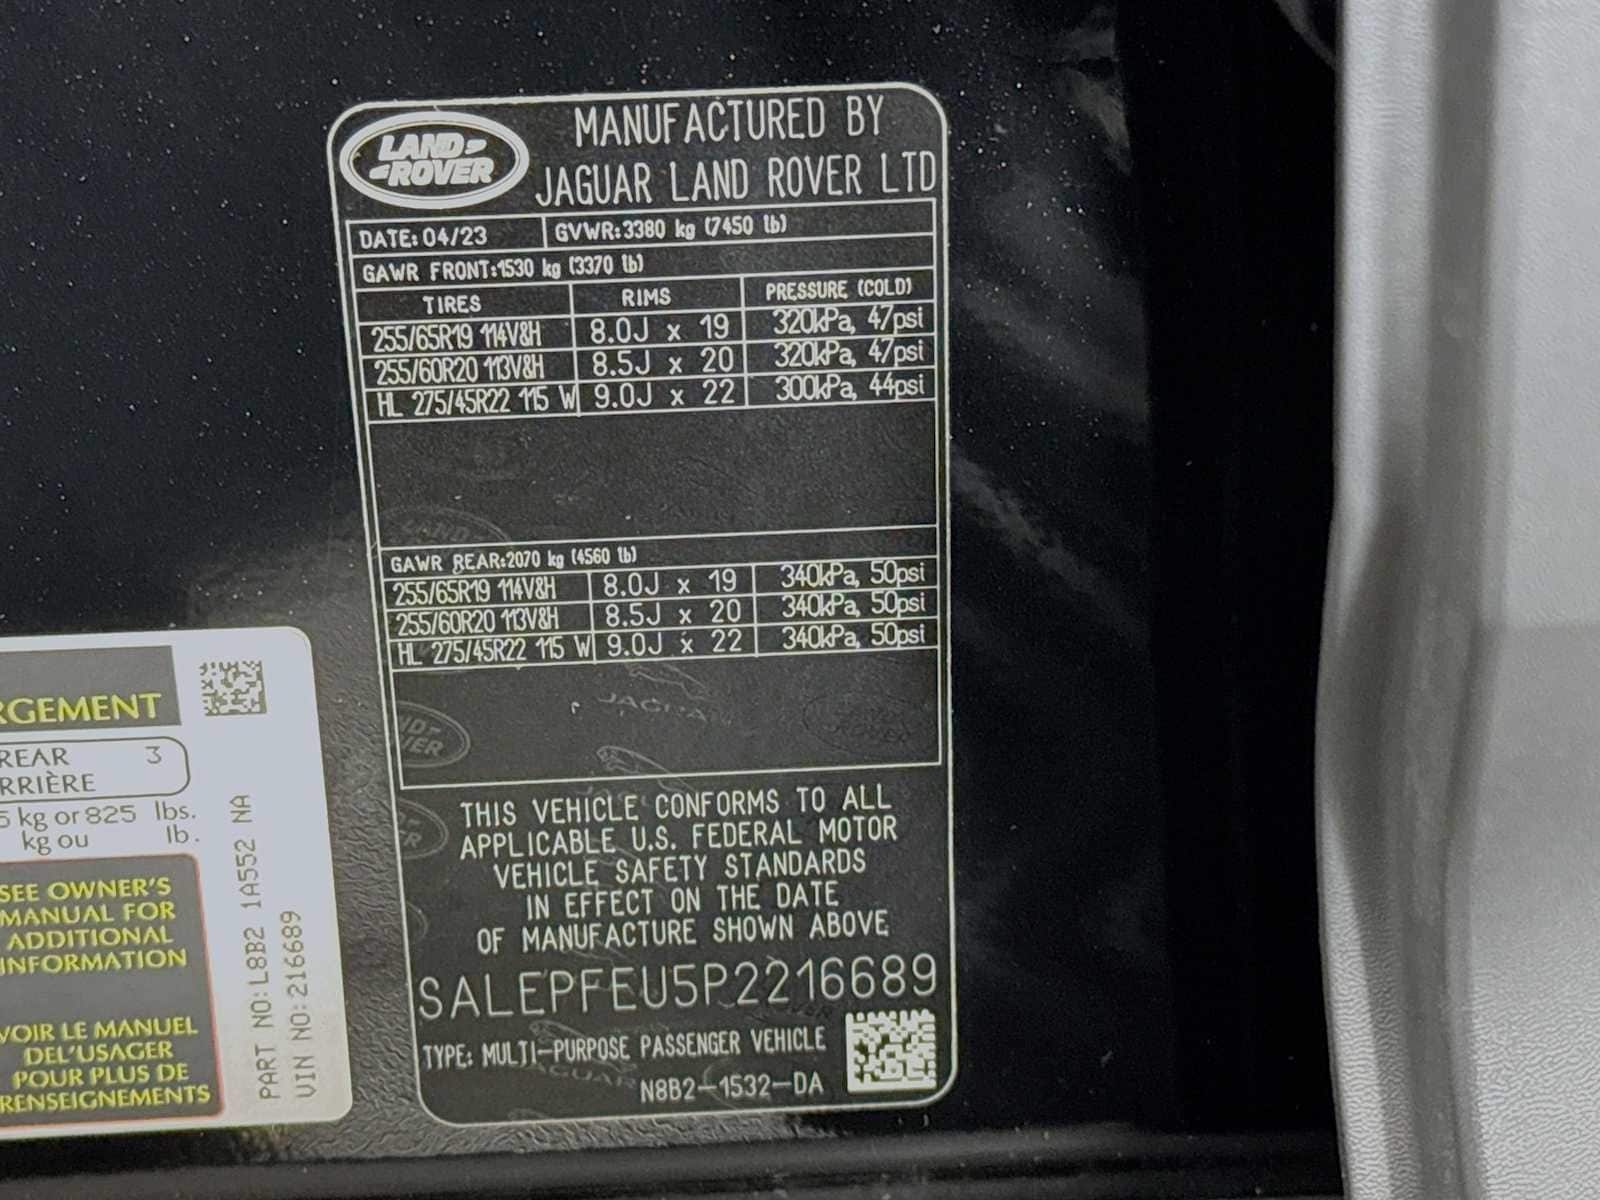 LAND
ROVER
MANUFACTURED BY
JAGUAR LAND ROVER LTD
DATE: 04/23 GVWR:3380 kg (7450 lb)
GAWR FRONT:1530 kg (3370 lb)
TIRES RIMS PRESSURE (COLD)
255/65R19 114V&H 8.0J x 19 320kPa, 47psi
255/60R20 113V&H 8.5J x 20 320kPa, 47psi
HL 275/45R22 115 W 9.0J x 22 300kPa, 44psi
GAWR REAR:2070 kg (4560 lb)
255/65R19 114V&H 8.0J x 19 340kPa, 50psi
255/60R20 113V&H 8.5J x 20 340kPa, 50psi
HL 275/45R22 115 W 9.0J x 22 340kPa, 50psi
THIS VEHICLE CONFORMS TO ALL
APPLICABLE U.S. FEDERAL MOTOR
VEHICLE SAFETY STANDARDS
IN EFFECT ON THE DATE
OF MANUFACTURE SHOWN ABOVE
SALEPFEU5P2216689
TYPE: MULTI-PURPOSE PASSENGER VEHICLE
N8B2-1532-DA
RGEMENT
REAR 3
RRIÈRE
5 kg or 825 lbs.
kg ou lb.
SEE OWNER'S
MANUAL FOR
ADDITIONAL
INFORMATION
VOIR LE MANUEL
DEL'USAGER
POUR PLUS DE
RENSEIGNEMENTS
PART NO:L8B2 1A552 NA
VIN NO:216689